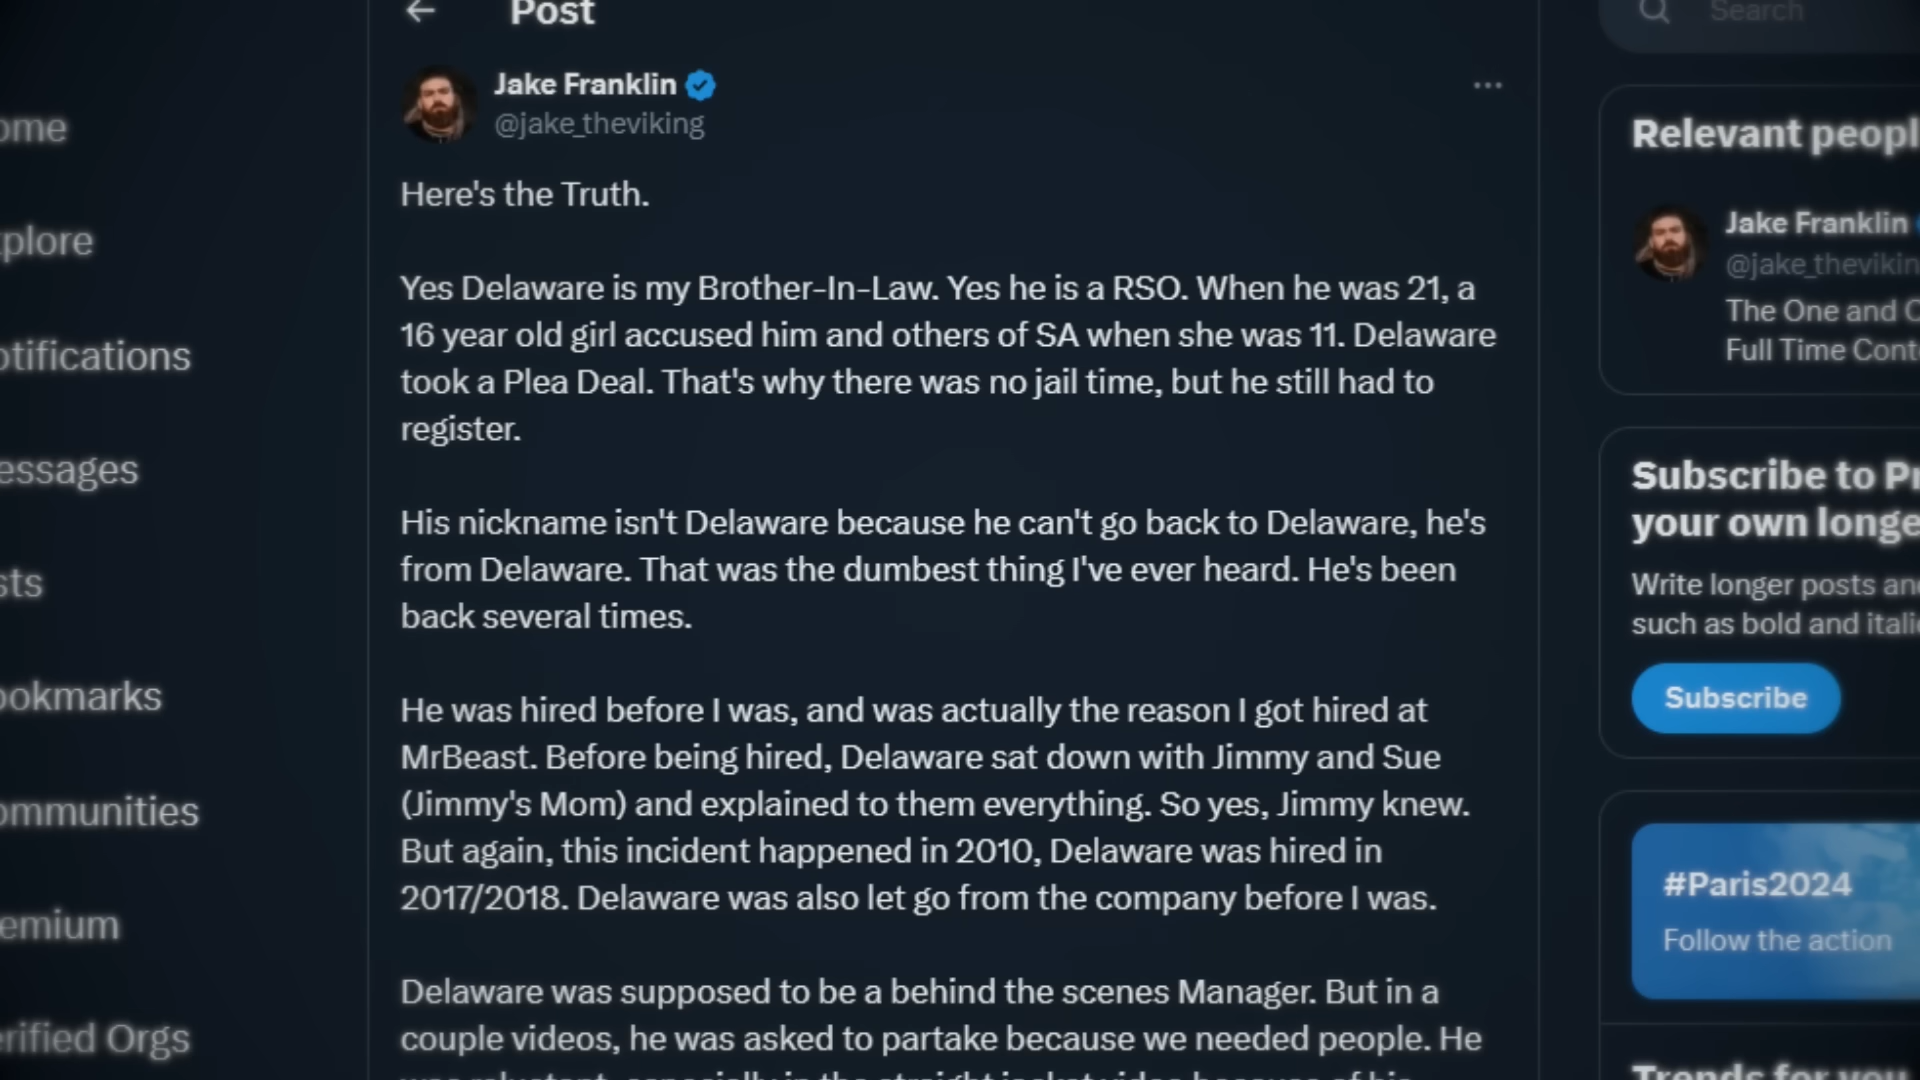 Post
Search
Jake Franklin
@jake_theviking
Here's the Truth.
Yes Delaware is my Brother-In-Law. Yes he is a RSO. When he was 21, a
16 year old girl accused him and others of SA when she was 11. Delaware
took a Plea Deal. That's why there was no jail time, but he still had to
register.
His nickname isn't Delaware because he can't go back to Delaware, he's
from Delaware. That was the dumbest thing I've ever heard. He's been
back several times.
He was hired before I was, and was actually the reason I got hired at
MrBeast. Before being hired, Delaware sat down with Jimmy and Sue
(Jimmy's Mom) and explained to them everything. So yes, Jimmy knew.
But again, this incident happened in 2010, Delaware was hired in
2017/2018. Delaware was also let go from the company before I was.
Delaware was supposed to be a behind the scenes Manager. But in a
couple videos, he was asked to partake because we needed people. He
ome
xplore
otifications
essages
sts
ookmarks
ommunities
emium
erified Orgs
Relevant peopl
Jake Franklin
@jake_thevikin
The One and O
Full Time Conte
Subscribe to Pr
your own longe
Write longer posts and
such as bold and itali
Subscribe
#Paris2024
Follow the action
Trends for you